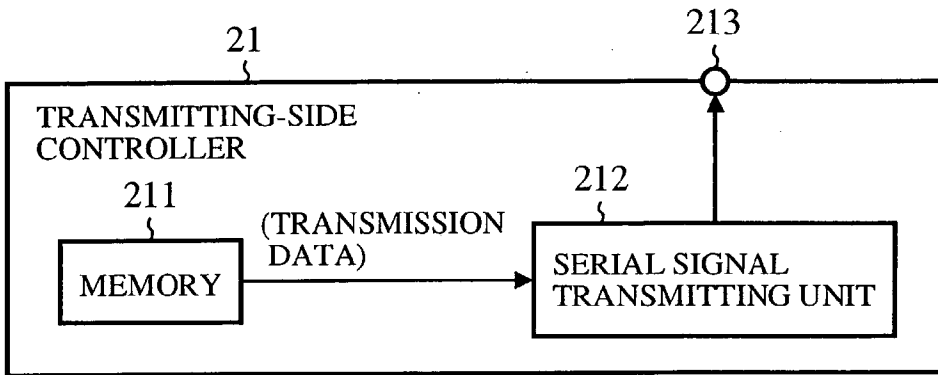 21
213
TRANSMITTING-SIDE
CONTROLLER
211
212
(TRANSMISSION
DATA)
MEMORY
SERIAL SIGNAL
TRANSMITTING UNIT